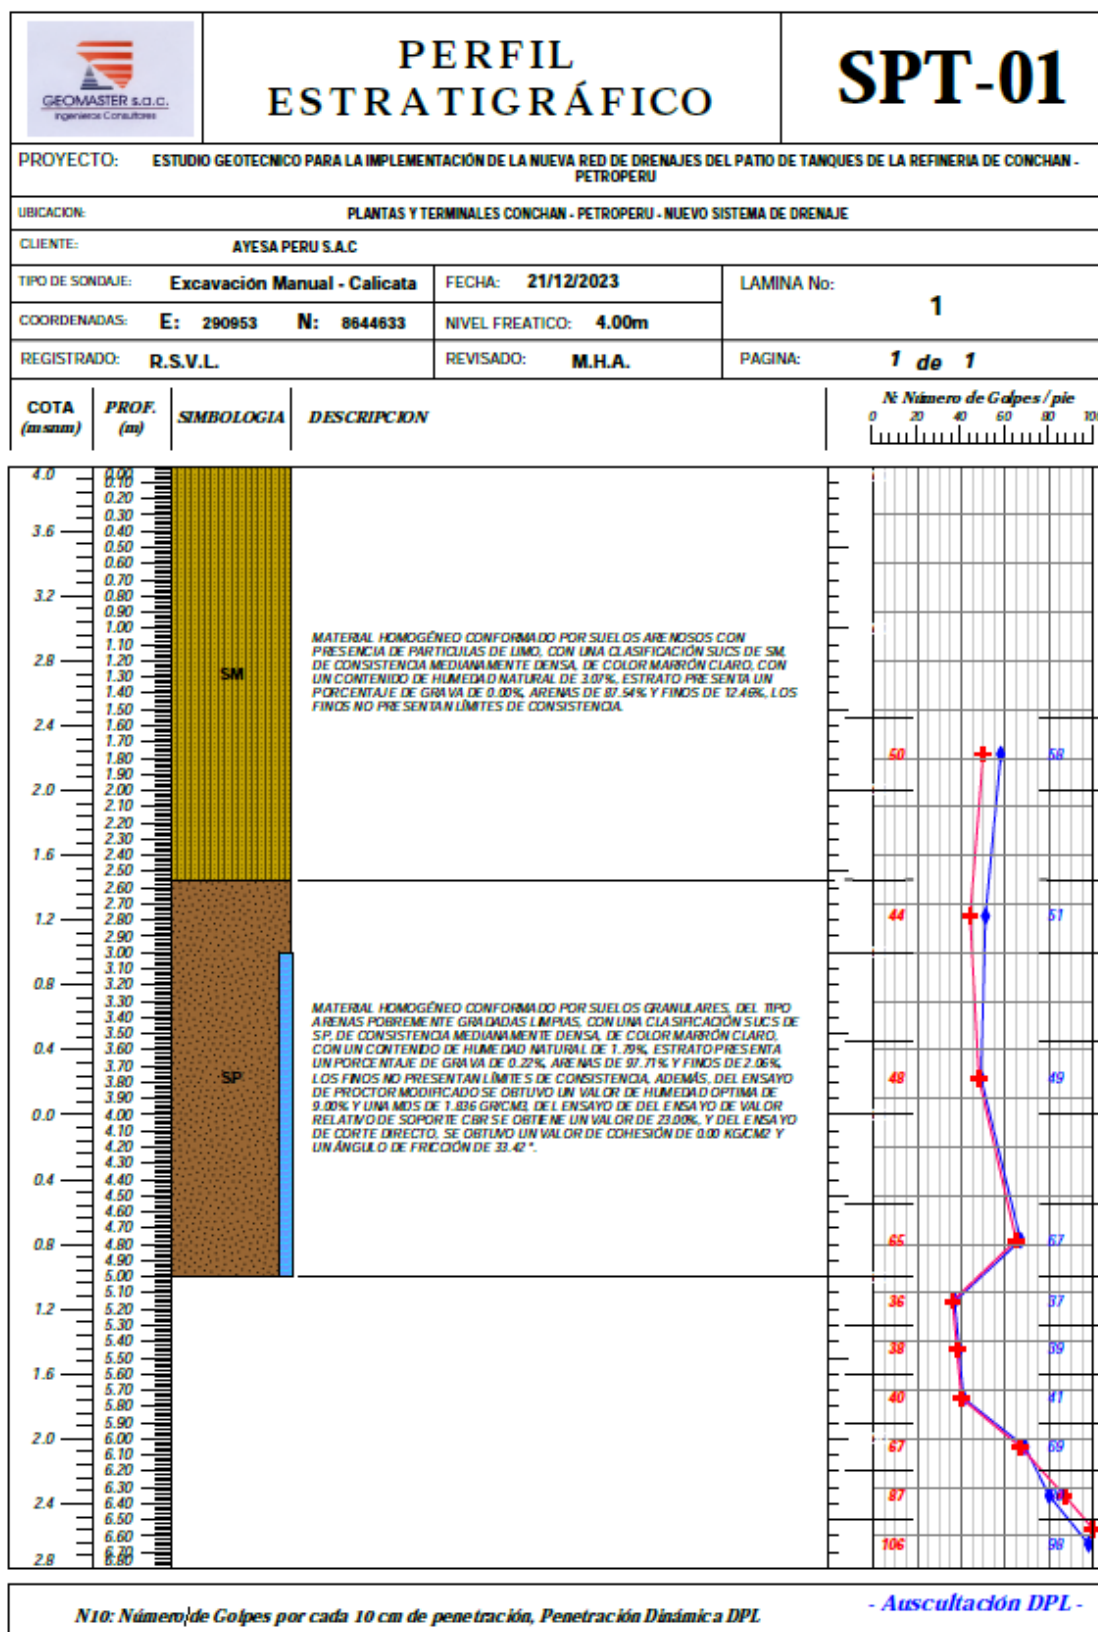 GEOMASTER s.a.c.
Ingenieros Consultores
PERFIL
ESTRATIGRÁFICO
SPT-01
PROYECTO: ESTUDIO GEOTECNICO PARA LA IMPLEMENTACIÓN DE LA NUEVA RED DE DRENAJES DEL PATIO DE TANQUES DE LA REFINERIA DE CONCHAN -
PETROPERU
UBICACION: PLANTAS Y TERMINALES CONCHAN - PETROPERU - NUEVO SISTEMA DE DRENAJE
CLIENTE: AYESA PERU S.A.C
TIPO DE SONDAJE: Excavación Manual - Calicata FECHA: 21/12/2023 LAMINA No:
1
COORDENADAS: E: 290953 N: 8644633 NIVEL FREATICO: 4.00m
REGISTRADO: R.S.V.L. REVISADO: M.H.A. PAGINA: 1 de 1
COTA PROF. SIMBOLOGIA DESCRIPCION N: Número de Golpes / pie
(msnm) (m) 0 20 40 60 80 100
4.0 0.00
0.10
0.20
0.30
3.6 0.40
0.50
0.60
0.70
3.2 0.80
0.90
1.00
1.10
2.8 1.20
1.30
1.40
1.50
2.4 1.60
1.70
1.80
1.90
2.0 2.00
2.10
2.20
2.30
1.6 2.40
2.50
2.60
2.70
1.2 2.80
2.90
3.00
3.10
0.8 3.20
3.30
3.40
3.50
0.4 3.60
3.70
3.80
3.90
0.0 4.00
4.10
4.20
4.30
0.4 4.40
4.50
4.60
4.70
0.8 4.80
4.90
5.00
5.10
1.2 5.20
5.30
5.40
5.50
1.6 5.60
5.70
5.80
5.90
2.0 6.00
6.10
6.20
6.30
2.4 6.40
6.50
6.60
6.70
2.8 6.80
SM
MATERIAL HOMOGÉNEO CONFORMADO POR SUELOS ARENOSOS CON
PRESENCIA DE PARTICULAS DE LIMO, CON UNA CLASIFICACIÓN SUCS DE SM,
DE CONSISTENCIA MEDIANAMENTE DENSA, DE COLOR MARRÓN CLARO, CON
UN CONTENIDO DE HUMEDAD NATURAL DE 3.07%, ESTRATO PRESENTA UN
PORCENTAJE DE GRAVA DE 0.00%, ARENAS DE 87.54% Y FINOS DE 12.46%, LOS
FINOS NO PRESENTAN LÍMITES DE CONSISTENCIA.
SP
MATERIAL HOMOGÉNEO CONFORMADO POR SUELOS GRANULARES, DEL TIPO
ARENAS POBREMENTE GRADADAS LIMPIAS, CON UNA CLASIFICACIÓN SUCS DE
SP, DE CONSISTENCIA MEDIANAMENTE DENSA, DE COLOR MARRÓN CLARO,
CON UN CONTENIDO DE HUMEDAD NATURAL DE 1.79%, ESTRATO PRESENTA
UN PORCENTAJE DE GRAVA DE 0.22%, ARENAS DE 97.71% Y FINOS DE 2.06%,
LOS FINOS NO PRESENTAN LÍMITES DE CONSISTENCIA, ADEMÁS, DEL ENSAYO
DE PROCTOR MODIFICADO SE OBTUVO UN VALOR DE HUMEDAD OPTIMA DE
9.00% Y UNA MDS DE 1.836 GR/CM3, DEL ENSAYO DE DEL ENSAYO DE VALOR
RELATIVO DE SOPORTE CBR SE OBTIENE UN VALOR DE 23.00%, Y DEL ENSAYO
DE CORTE DIRECTO, SE OBTUVO UN VALOR DE COHESIÓN DE 0.00 KG/CM2 Y
UN ÁNGULO DE FRICCIÓN DE 33.42 °.
50 58
44 51
48 49
65 67
36 37
38 39
40 41
67 69
87
106 98
N10: Número de Golpes por cada 10 cm de penetración, Penetración Dinámica DPL
- Auscultación DPL -